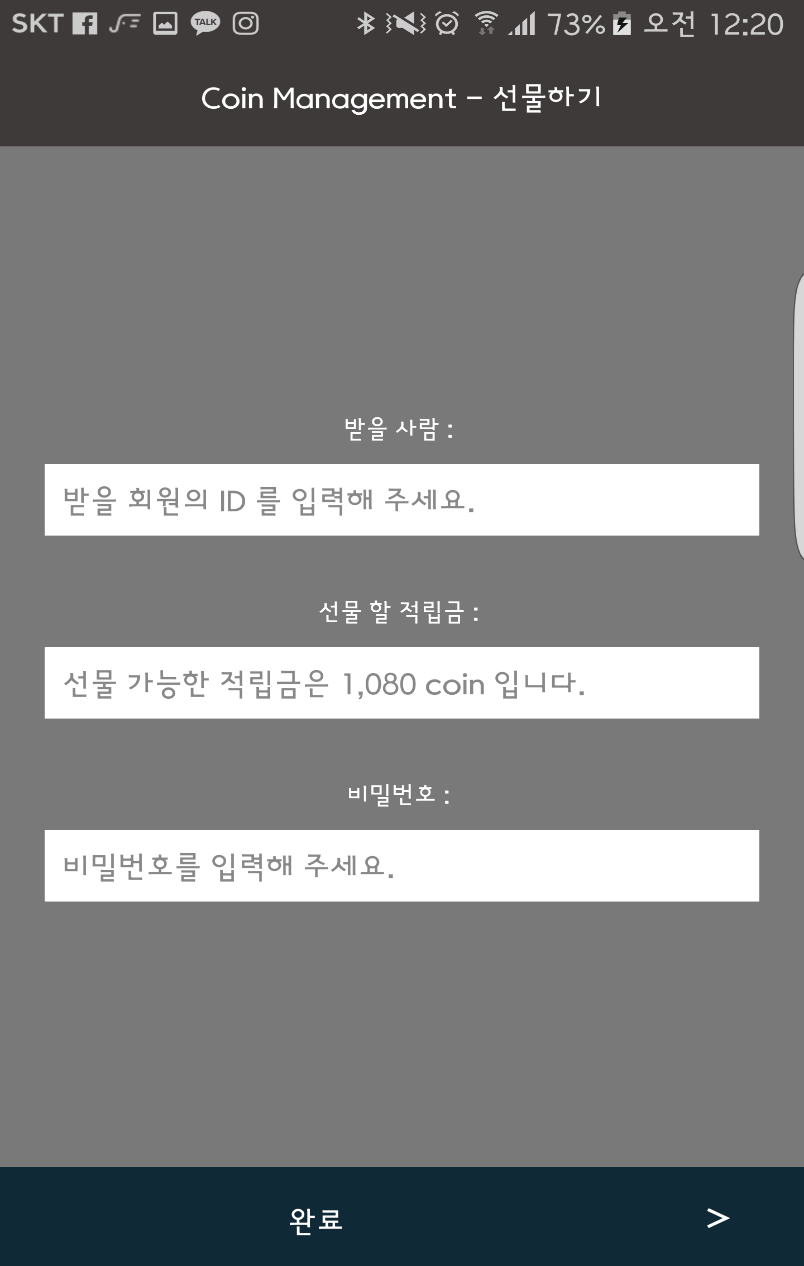 SKT TALK 73% 오전 12:20
Coin Management - 선물하기
받을 사람 :
받을 회원의 ID 를 입력해 주세요.
선물 할 적립금 :
선물 가능한 적립금은 1,080 coin 입니다.
비밀번호 :
비밀번호를 입력해 주세요.
완료 >